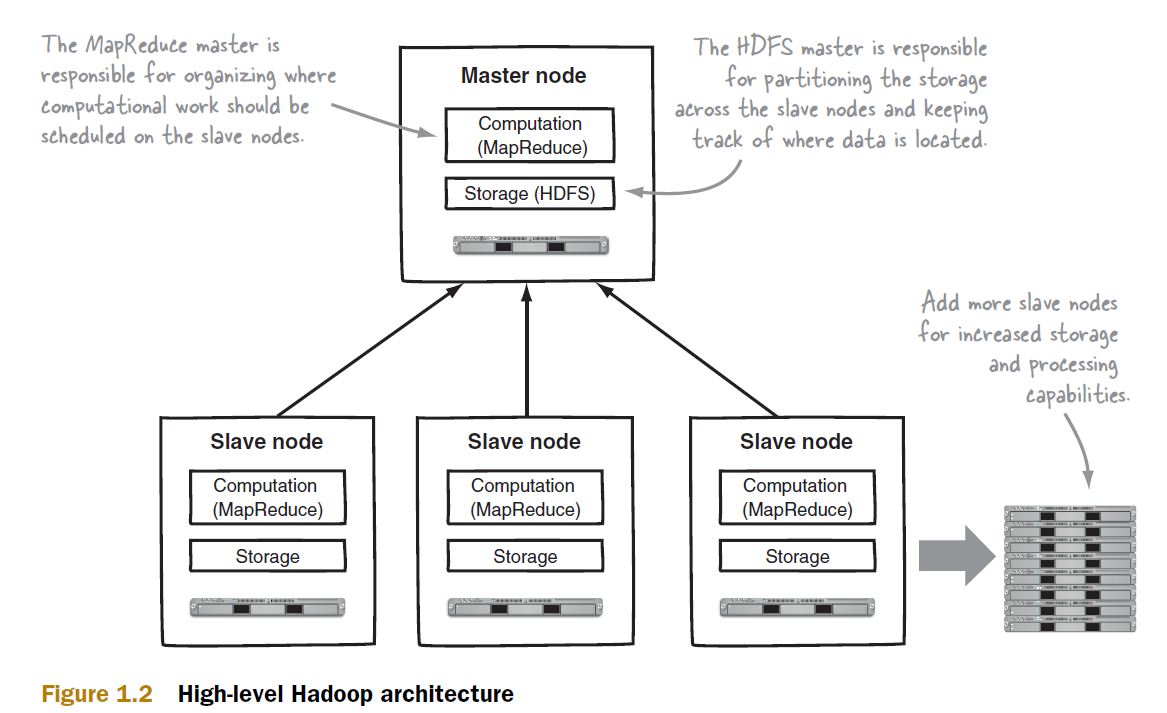 The MapReduce master is
responsible for organizing where
computational work should be
scheduled on the slave nodes.
Master node
Computation
(MapReduce)
Storage (HDFS)
The HDFS master is responsible
for partitioning the storage
across the slave nodes and keeping
track of where data is located.
Add more slave nodes
for increased storage
and processing
capabilities.
Slave node
Computation
(MapReduce)
Storage
Slave node
Computation
(MapReduce)
Storage
Slave node
Computation
(MapReduce)
Storage
Figure 1.2 High-level Hadoop architecture